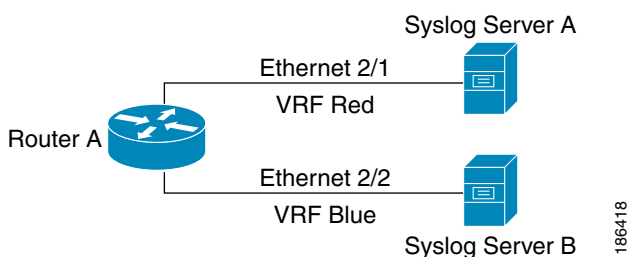 Syslog Server A
Ethernet 2/1
VRF Red
Router A
Ethernet 2/2
VRF Blue
Syslog Server B
186418